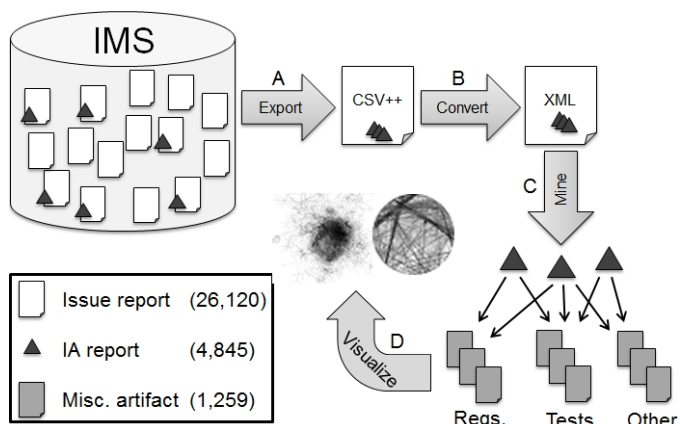 IMS
A
Export
CSV++
B
Convert
XML
C
Mine
Issue report (26,120)
IA report (4,845)
Misc. artifact (1,259)
D
Visualize
Reqs. Tests Other